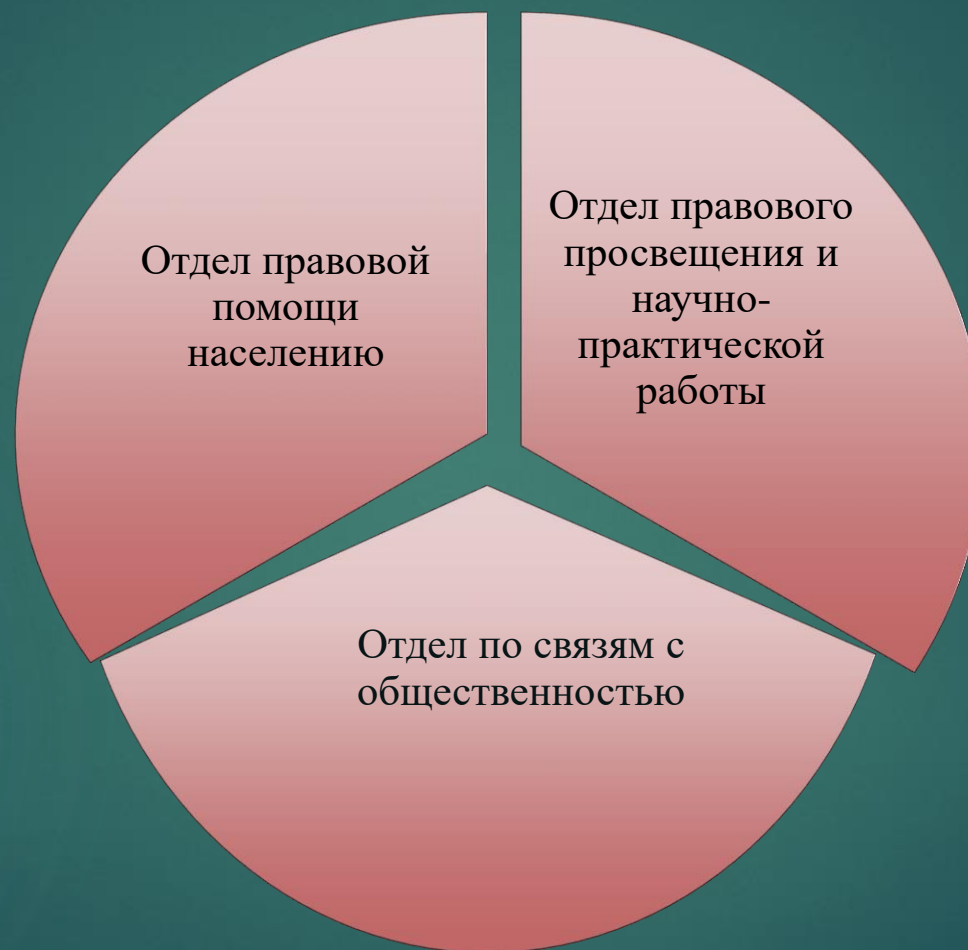 Отдел правовой
помощи
населению
Отдел правового
просвещения и
научно-
практической
работы
Отдел по связям с
общественностью